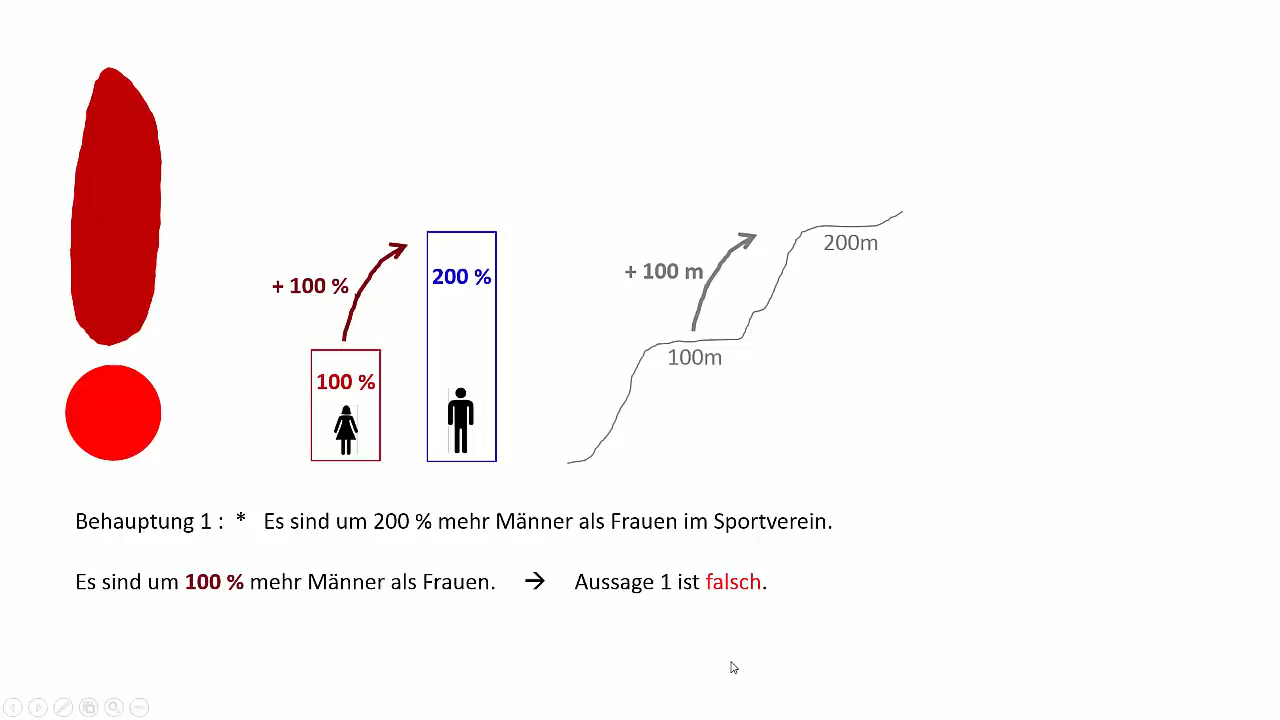 200m
+ 100 m
200 %
+ 100 %
100m
100 %
Behauptung 1 : * Es sind um 200 % mehr Männer als Frauen im Sportverein.
Es sind um 100 % mehr Männer als Frauen. → Aussage 1 ist falsch.